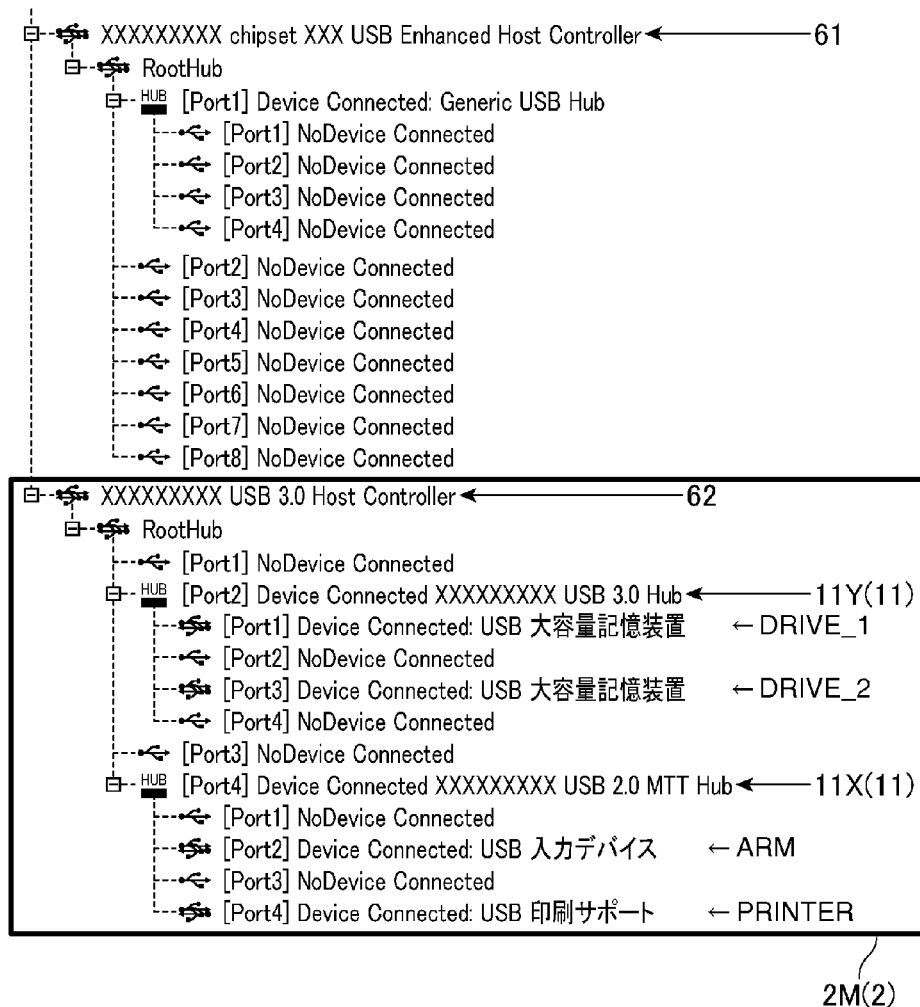 XXXXXXXXX chipset XXX USB Enhanced Host Controller 61
RootHub
HUB [Port1] Device Connected: Generic USB Hub
[Port1] NoDevice Connected
[Port2] NoDevice Connected
[Port3] NoDevice Connected
[Port4] NoDevice Connected
[Port2] NoDevice Connected
[Port3] NoDevice Connected
[Port4] NoDevice Connected
[Port5] NoDevice Connected
[Port6] NoDevice Connected
[Port7] NoDevice Connected
[Port8] NoDevice Connected
XXXXXXXXX USB 3.0 Host Controller 62
RootHub
[Port1] NoDevice Connected
HUB [Port2] Device Connected XXXXXXXXX USB 3.0 Hub 11Y(11)
[Port1] Device Connected: USB 大容量記憶装置 ←DRIVE_1
[Port2] NoDevice Connected
[Port3] Device Connected: USB 大容量記憶装置 ←DRIVE_2
[Port4] NoDevice Connected
[Port3] NoDevice Connected
HUB [Port4] Device Connected XXXXXXXXX USB 2.0 MTT Hub 11X(11)
[Port1] NoDevice Connected
[Port2] Device Connected: USB 入力デバイス ←ARM
[Port3] NoDevice Connected
[Port4] Device Connected: USB 印刷サポート ←PRINTER
2M(2)